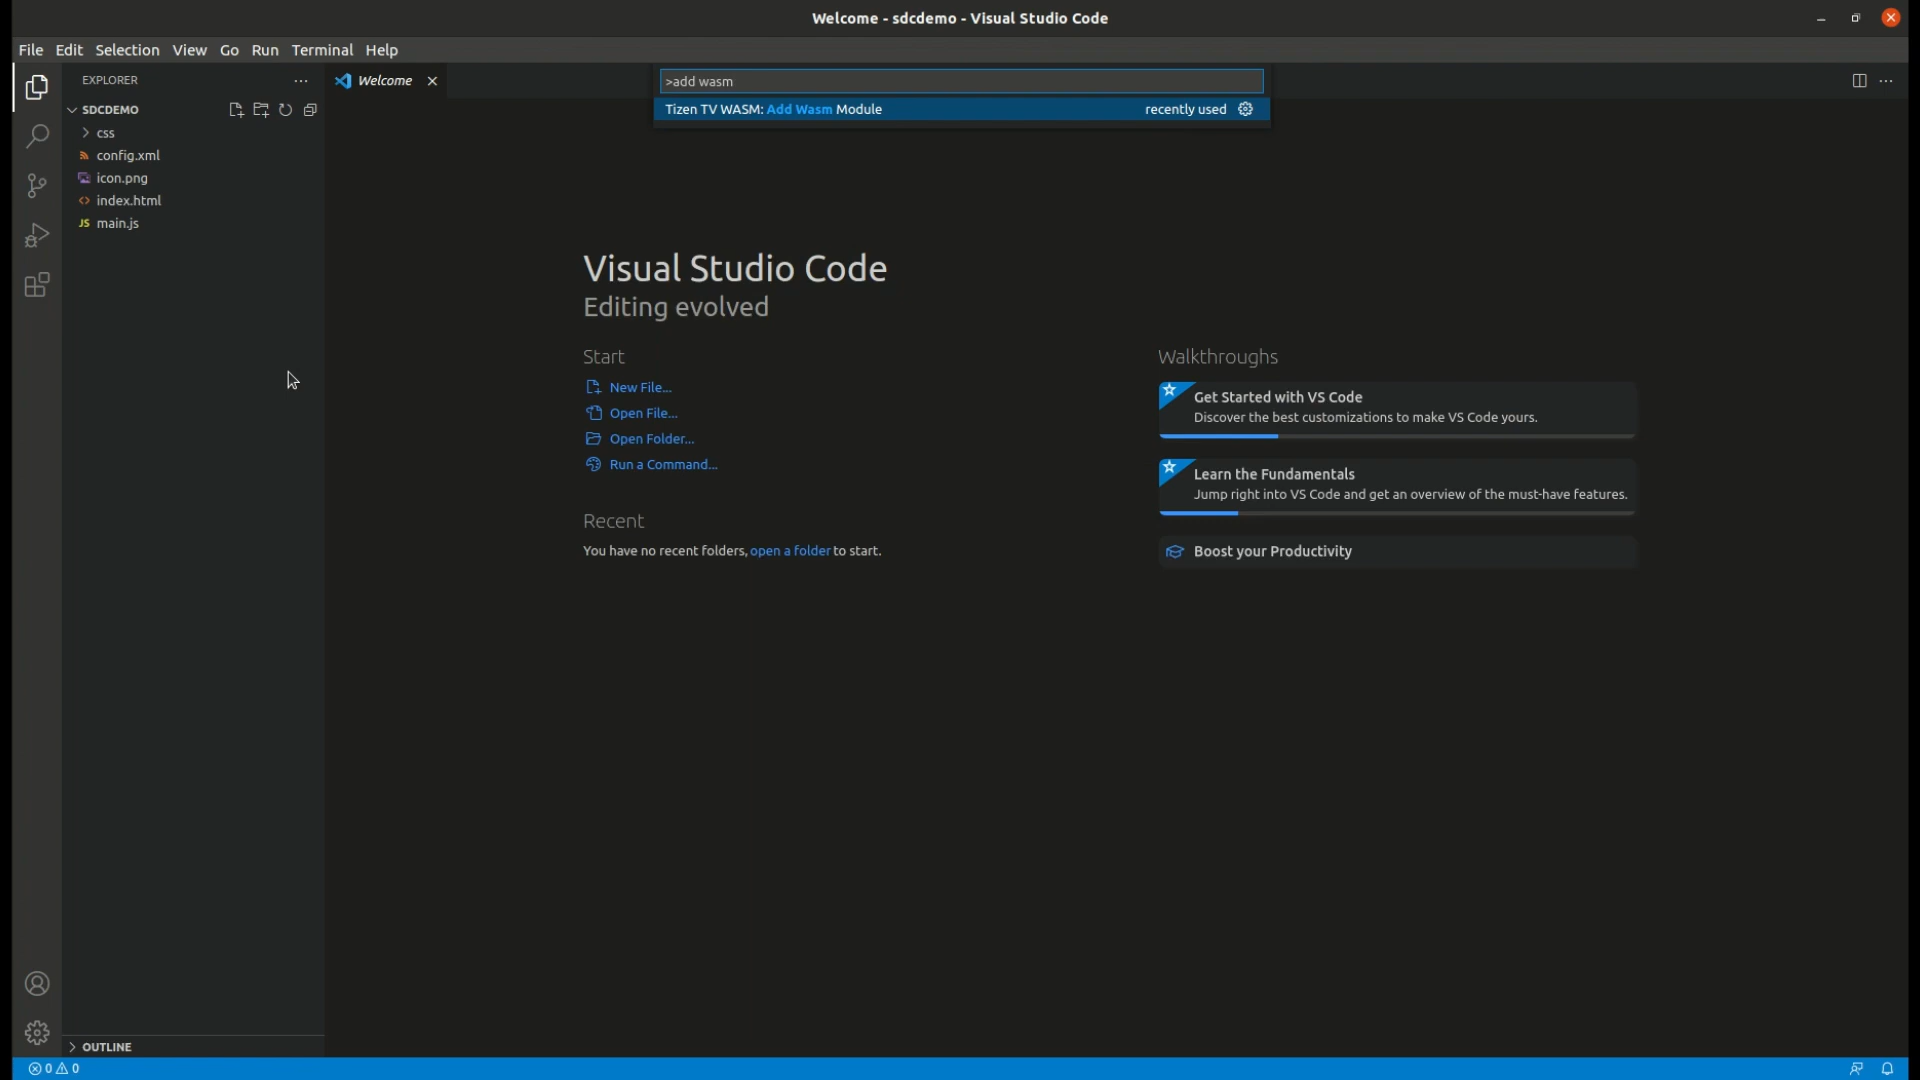 Welcome - sdcdemo - Visual Studio Code
File Edit Selection View Go Run Terminal Help
EXPLORER
Welcome
>add wasm
Tizen TV WASM: Add Wasm Module recently used
SDCDEMO
css
config.xml
icon.png
index.html
JS main.js
Visual Studio Code
Editing evolved
Start
New File...
Open File...
Open Folder...
Run a Command...
Recent
You have no recent folders, open a folder to start.
Walkthroughs
Get Started with VS Code
Discover the best customizations to make VS Code yours.
Learn the Fundamentals
Jump right into VS Code and get an overview of the must-have features.
Boost your Productivity
OUTLINE
0 0